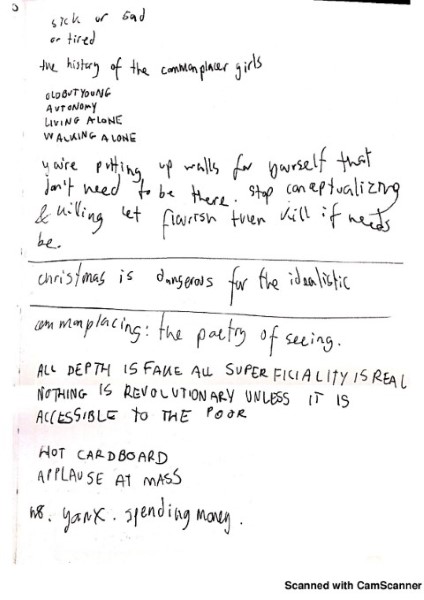 sick or sad
or tired
the history of the commonplacer girls
OLDBUTYOUNG
AUTONOMY
LIVING ALONE
WALKING ALONE
you're putting up walls for yourself that
don't need to be there. stop conceptualizing
& killing let flourish then kill if needs
be.
christmas is dangerous for the idealistic
commonplacing: the poetry of seeing.
ALL DEPTH IS FAKE ALL SUPERFICIALITY IS REAL
NOTHING IS REVOLUTIONARY UNLESS IT IS
ACCESSIBLE TO THE POOR
HOT CARDBOARD
APPLAUSE AT MASS
spending money.
Scanned with CamScanner